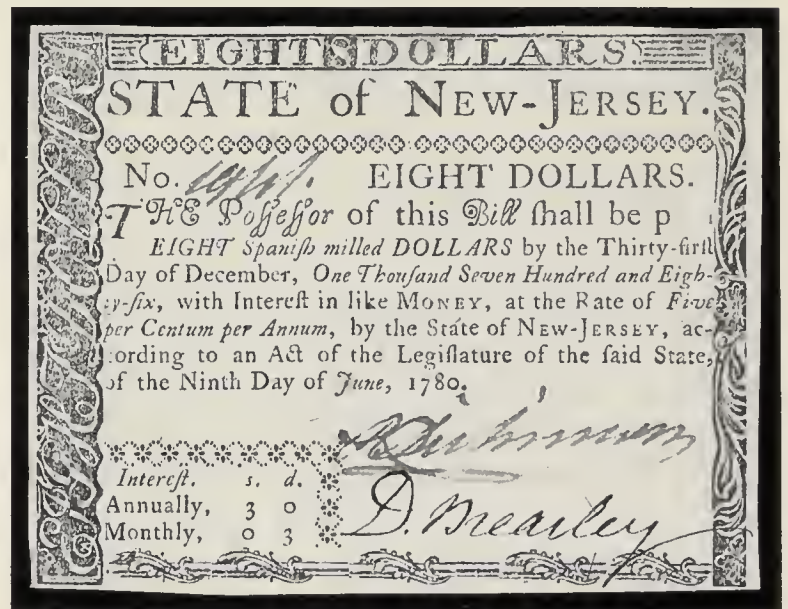 EIGHT DOLLARS.
STATE of NEW-JERSEY.
No. EIGHT DOLLARS.
THE Poſſeſſor of this Bill ſhall be p
EIGHT Spaniſh milled DOLLARS by the Thirty-firſt
Day of December, One Thouſand Seven Hundred and Eigh-
ty-ſix, with Intereſt in like MONEY, at the Rate of Five
per Centum per Annum, by the State of NEW-JERSEY, ac-
cording to an Act of the Legiſlature of the ſaid State,
of the Ninth Day of June, 1780.
Intereſt. s. d.
Annually, 3 0
Monthly, 0 3
D. Brearley